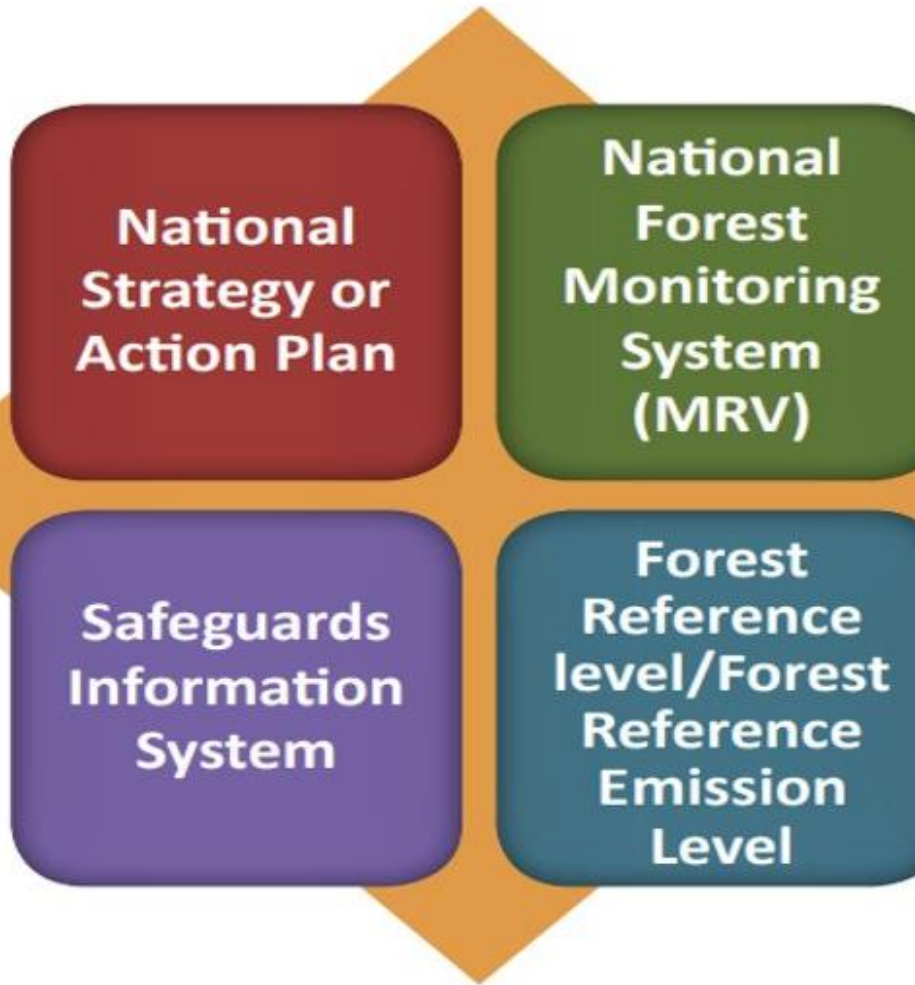 National
Strategy or
Action Plan
National
Forest
Monitoring
System
(MRV)
Safeguards
Information
System
Forest
Reference
level/Forest
Reference
Emission
Level